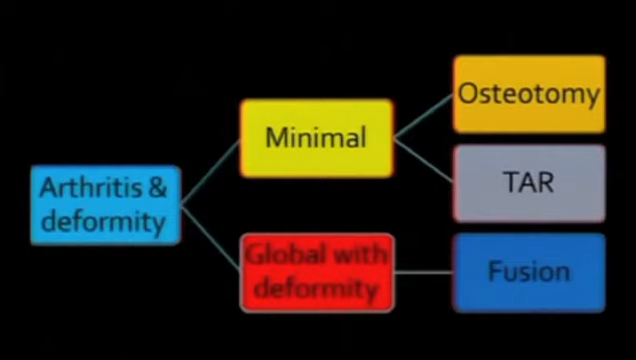 Arthritis &
deformity
Minimal
Global with
deformity
Osteotomy
TAR
Fusion